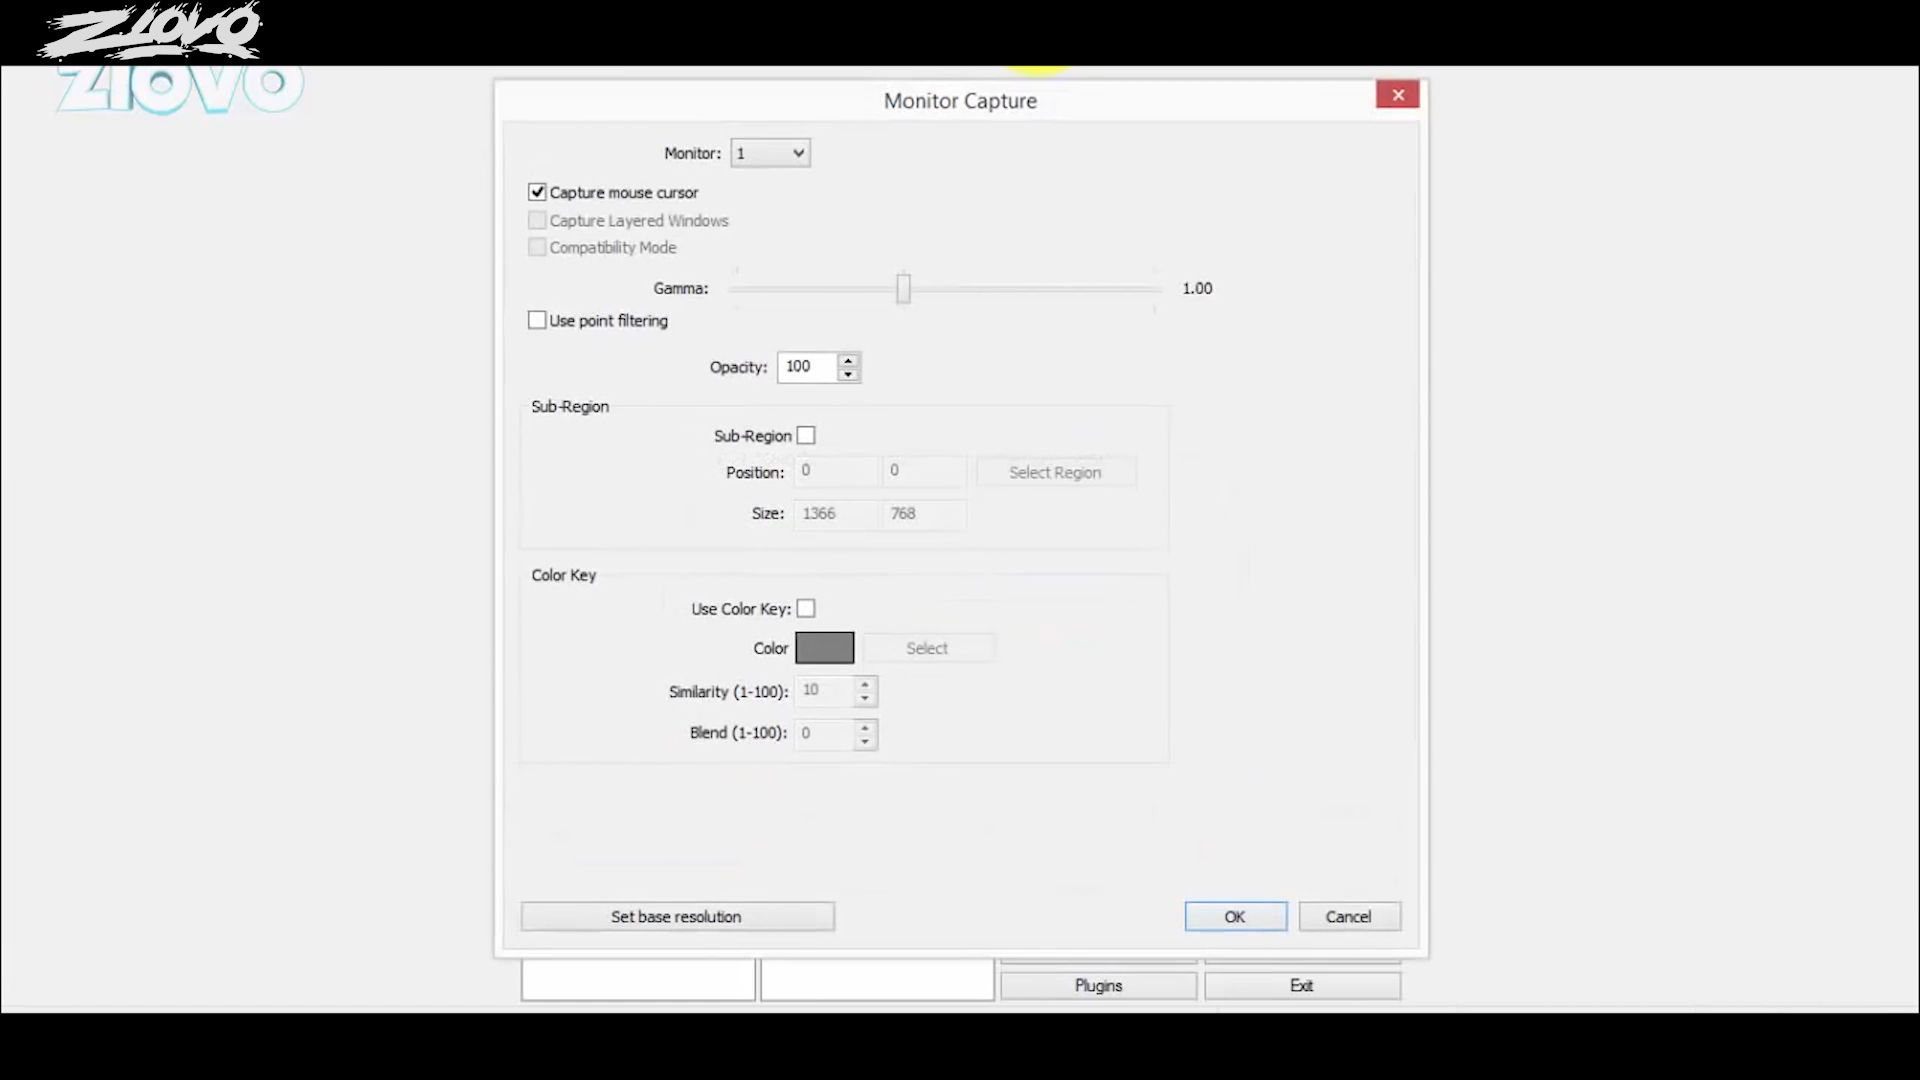 ZLOVO
ZLOVO
Monitor Capture
Monitor: 1
Capture mouse cursor
Capture Layered Windows
Compatibility Mode
Gamma: 1.00
Use point filtering
Opacity: 100
Sub-Region
Sub-Region
Position: 0 0 Select Region
Size: 1366 768
Color Key
Use Color Key:
Color Select
Similarity (1-100): 10
Blend (1-100): 0
Set base resolution OK Cancel
Plugins Exit